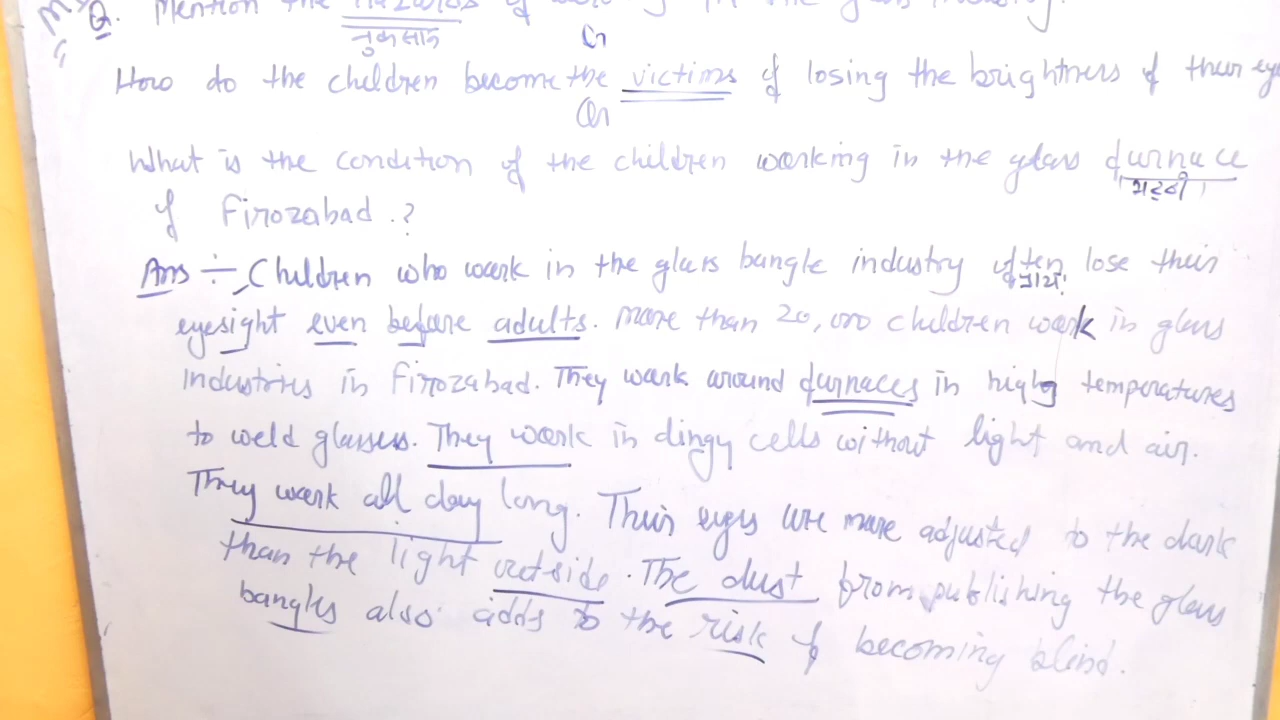 Q. Mention the hazards of working in the glass industry.
नुकसान
Or
How do the children become the victims of losing the brightness of their eye
Or
What is the condition of the children working in the glass furnace
भट्टी
of Firozabad.?
Ans ÷ Children who work in the glass bangle industry often lose their
प्रायः
eyesight even before adults. More than 20,000 children work in glass
industries in Firozabad. They work around furnaces in high temperatures
to weld glasses. They work in dingy cells without light and air.
They work all day long. Their eyes are more adjusted to the dark
than the light outside. The dust from publishing the glass
bangles also adds to the risk of becoming blind.